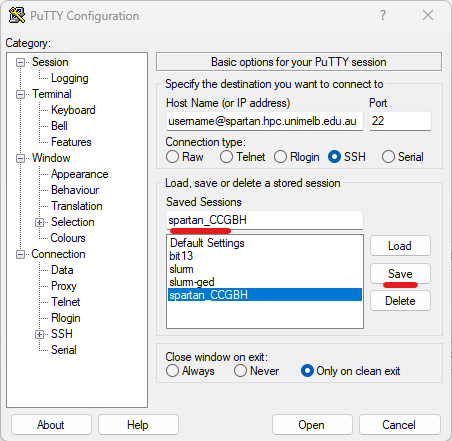 PuTTY Configuration
?
Category:
Session
Logging
Terminal
Keyboard
Bell
Features
Window
Appearance
Behaviour
Translation
Selection
Colours
Connection
Data
Proxy
Telnet
Rlogin
SSH
Serial
Basic options for your PuTTY session
Specify the destination you want to connect to
Host Name (or IP address) Port
username@spartan.hpc.unimelb.edu.au 22
Connection type:
Raw Telnet Rlogin SSH Serial
Load, save or delete a stored session
Saved Sessions
spartan_CCGBH
Default Settings
bit13
slurm
slurm-ged
spartan_CCGBH
Load
Save
Delete
Close window on exit:
Always Never Only on clean exit
About Help Open Cancel